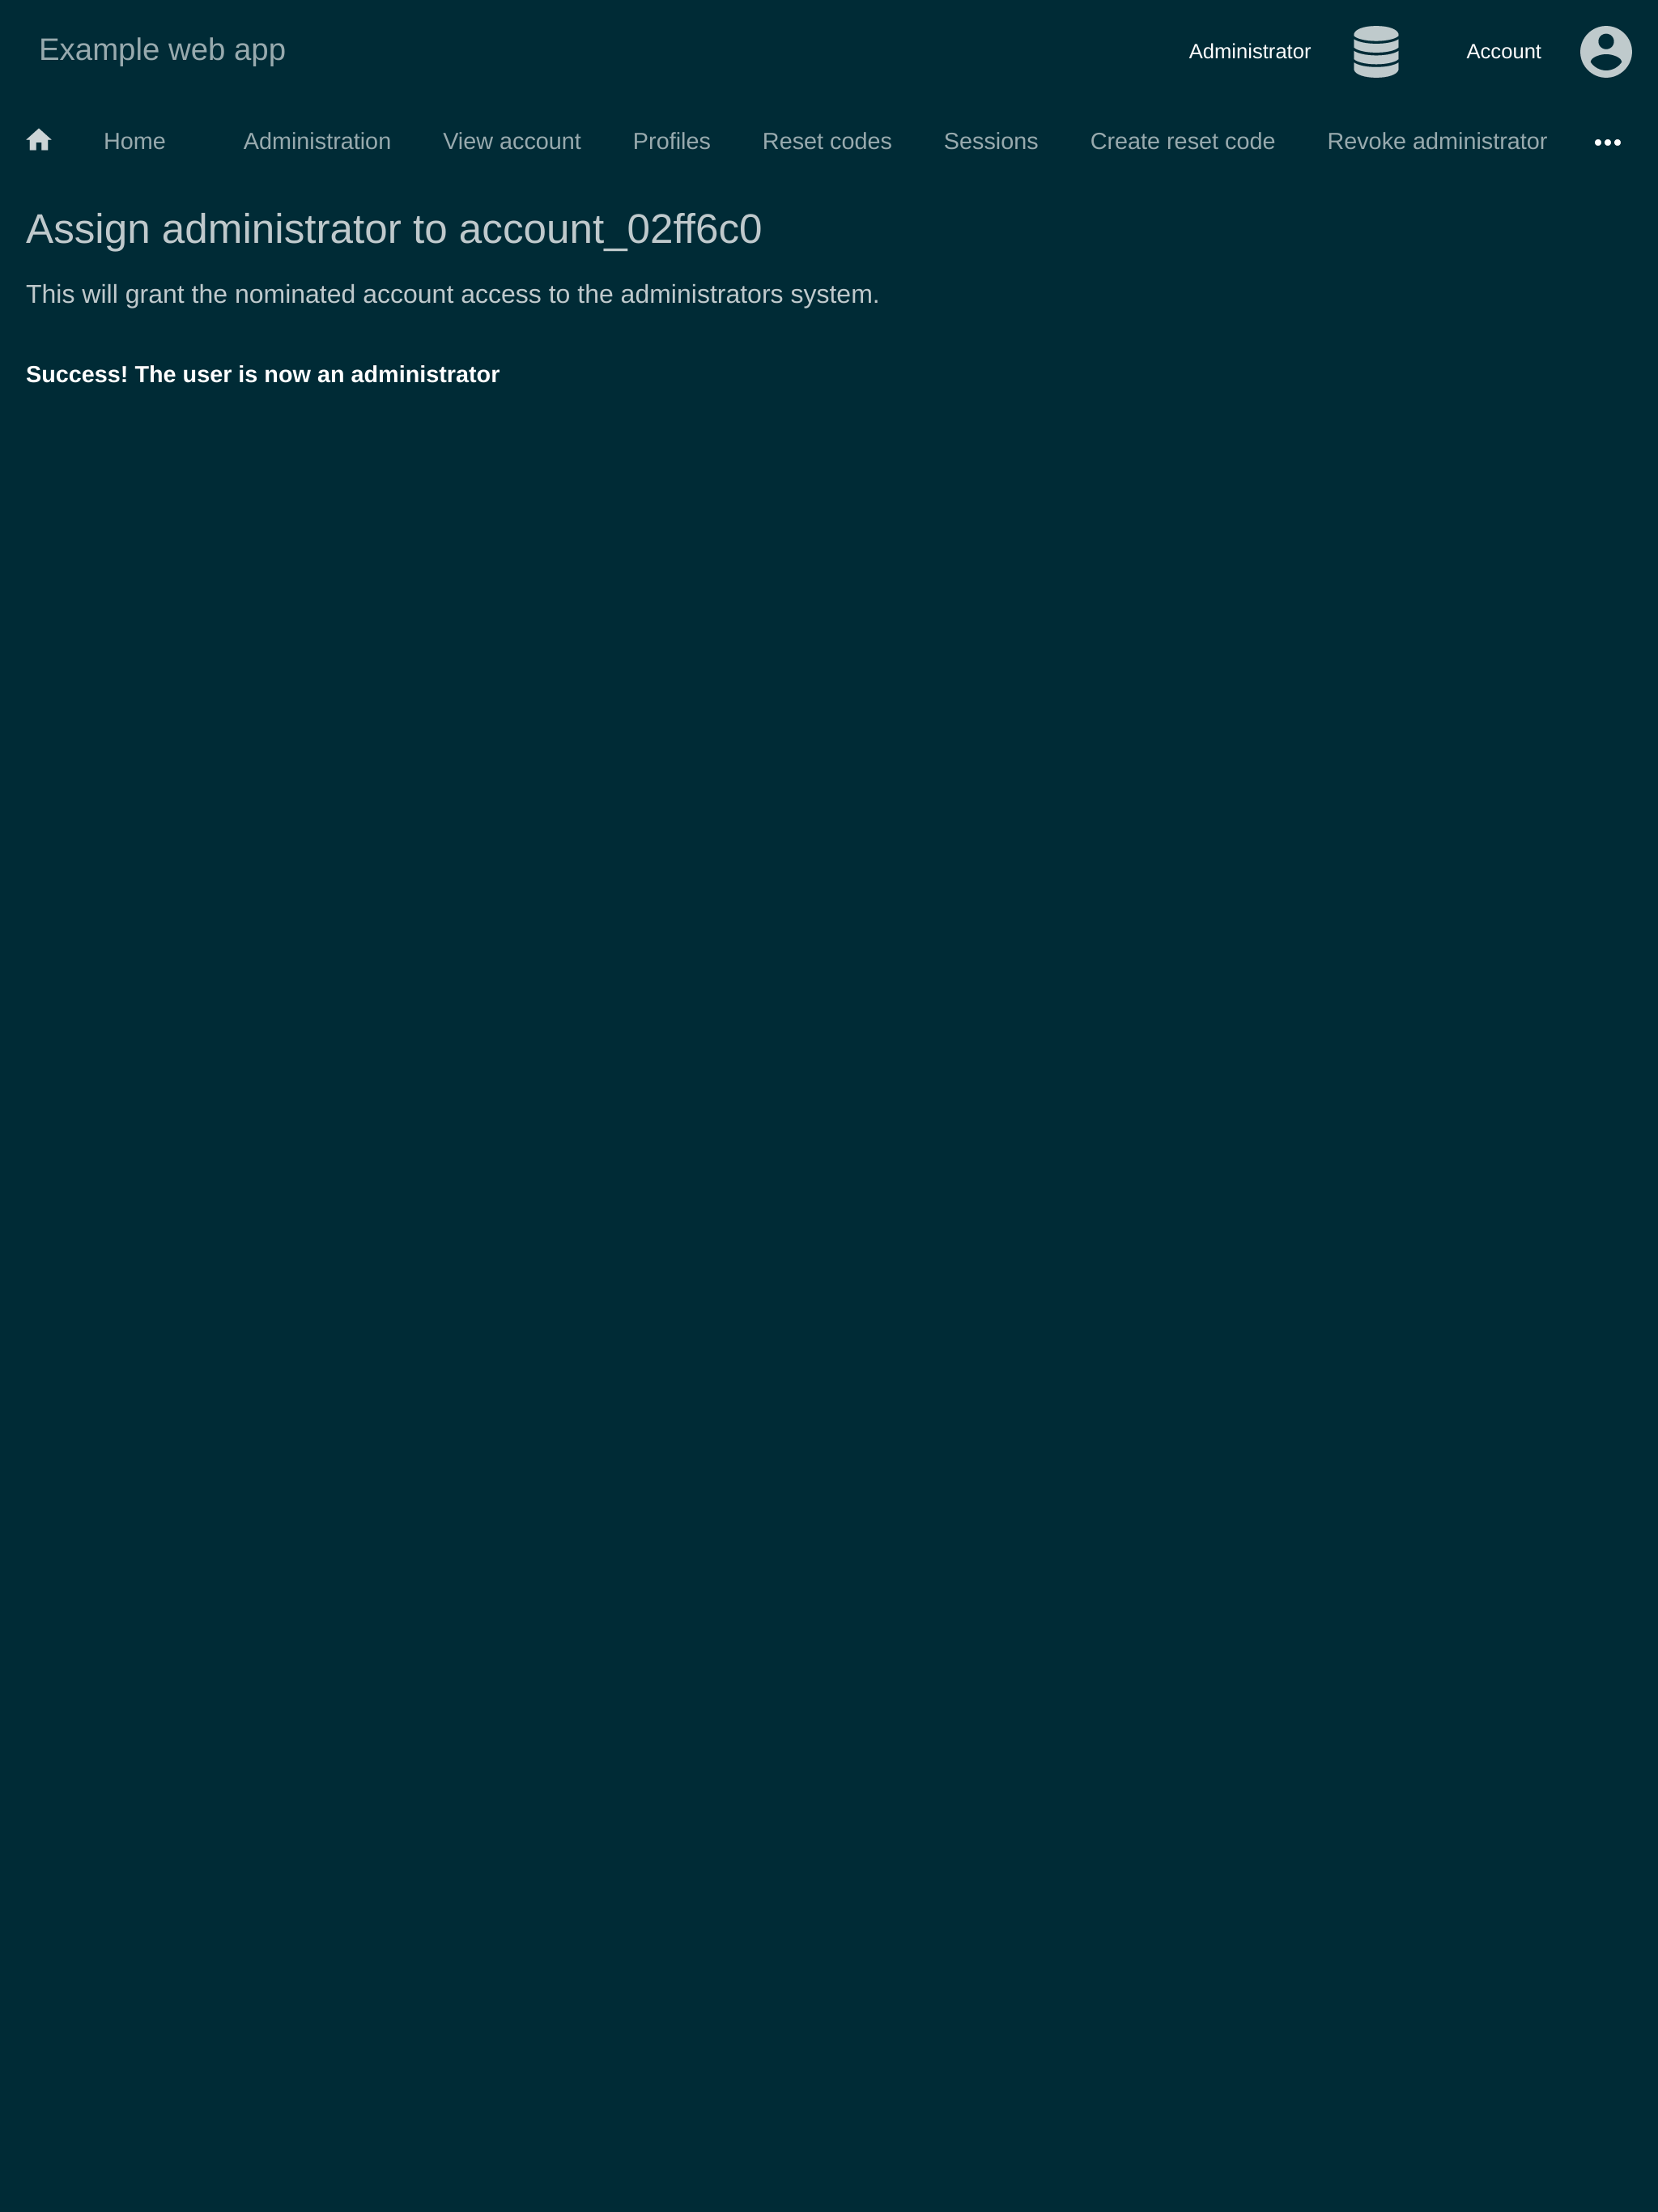 Example web app
Administrator
Account
Home
Administration
View account
Profiles
Reset codes
Sessions
Create reset code
Revoke administrator
Assign administrator to account_02ff6c0
This will grant the nominated account access to the administrators system.
Success! The user is now an administrator